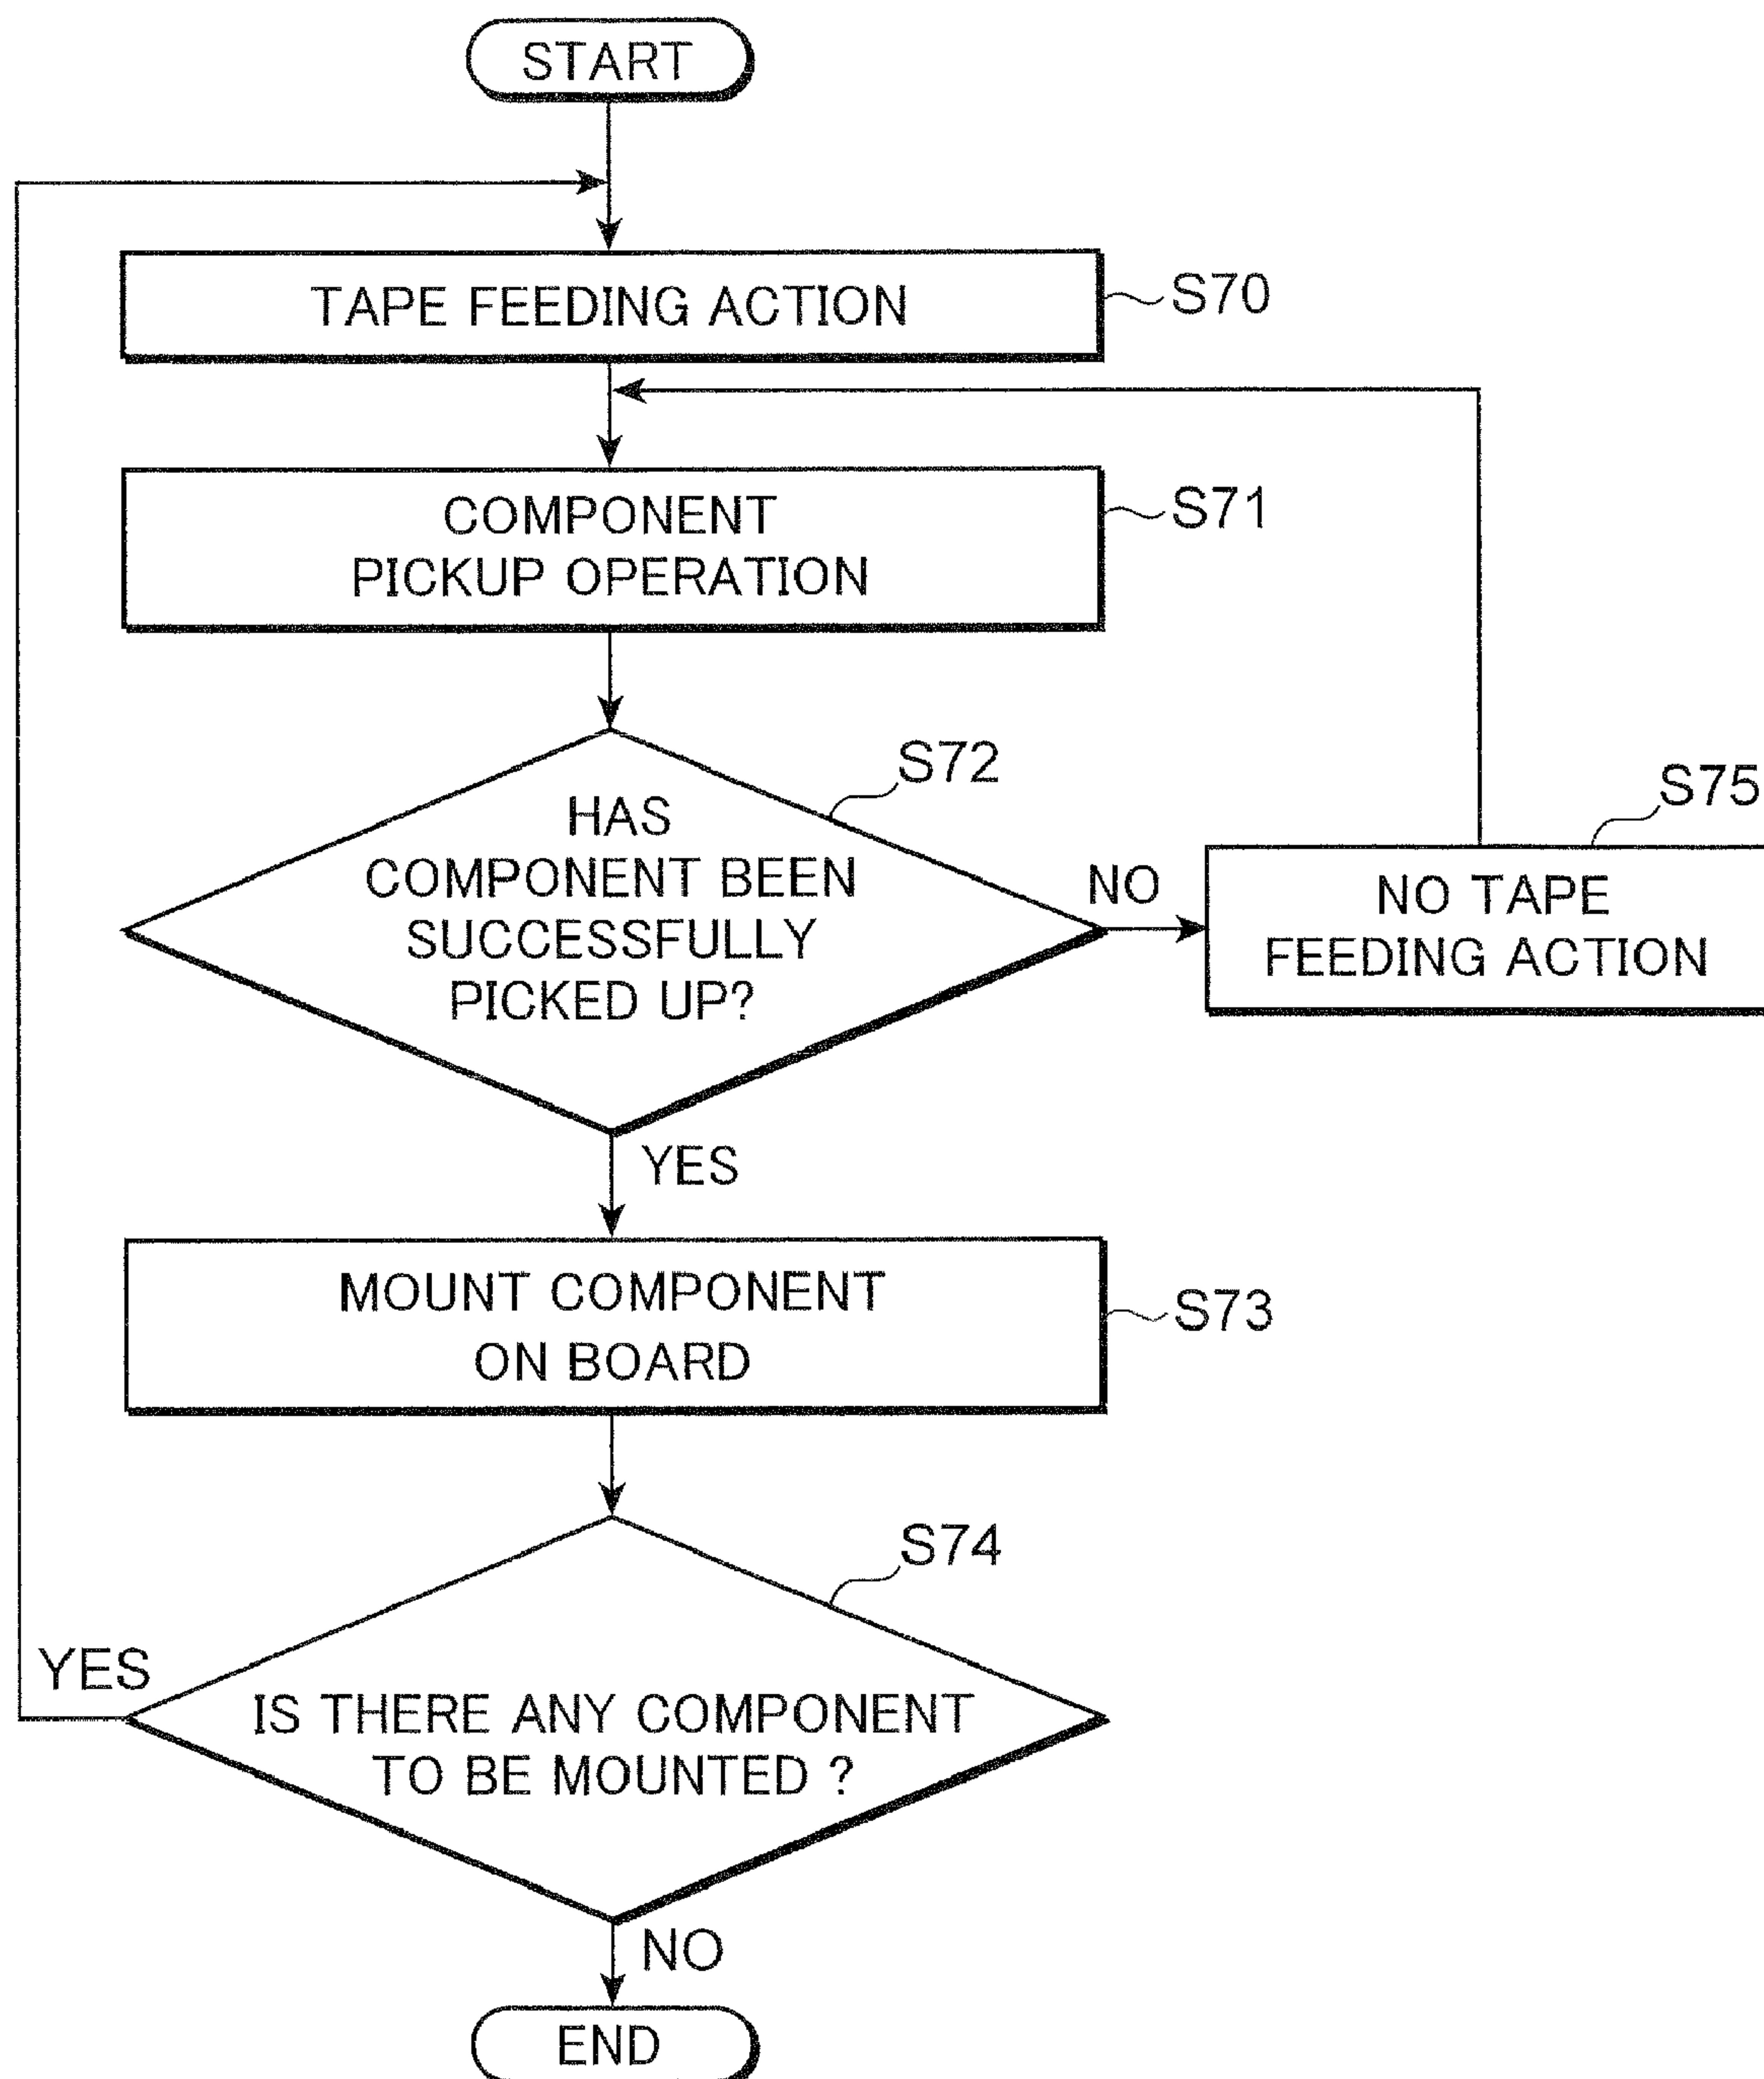 START
TAPE FEEDING ACTION
S70
COMPONENT
PICKUP OPERATION
S71
S72
HAS
COMPONENT BEEN
SUCCESSFULLY
PICKED UP?
NO
S75
NO TAPE
FEEDING ACTION
YES
MOUNT COMPONENT
ON BOARD
S73
S74
YES
IS THERE ANY COMPONENT
TO BE MOUNTED ?
NO
END